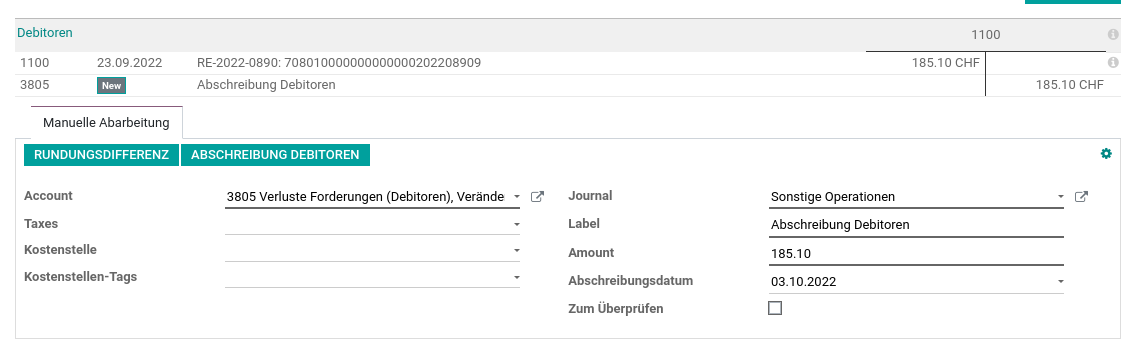 Debitoren 1100
1100 23.09.2022 RE-2022-0890: 708010000000000000202208909 185.10 CHF
3805 New Abschreibung Debitoren 185.10 CHF
Manuelle Abarbeitung
RUNDUNGSDIFFERENZ ABSCHREIBUNG DEBITOREN
Account 3805 Verluste Forderungen (Debitoren), Verände Journal Sonstige Operationen
Taxes Label Abschreibung Debitoren
Kostenstelle Amount 185.10
Kostenstellen-Tags Abschreibungsdatum 03.10.2022
Zum Überprüfen